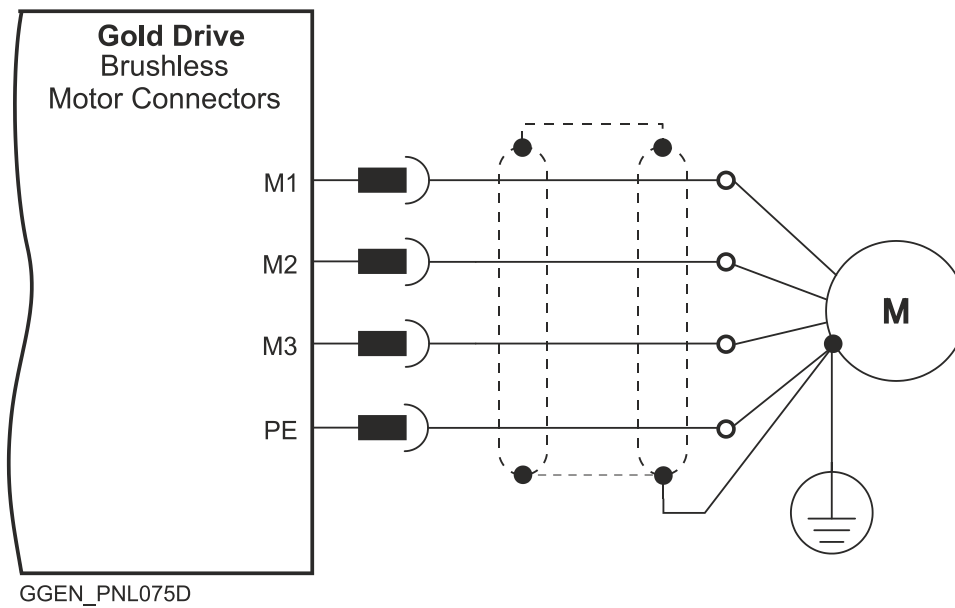 Gold Drive
Brushless
Motor Connectors
M1
M2
M3
PE
M
GGEN_PNL075D